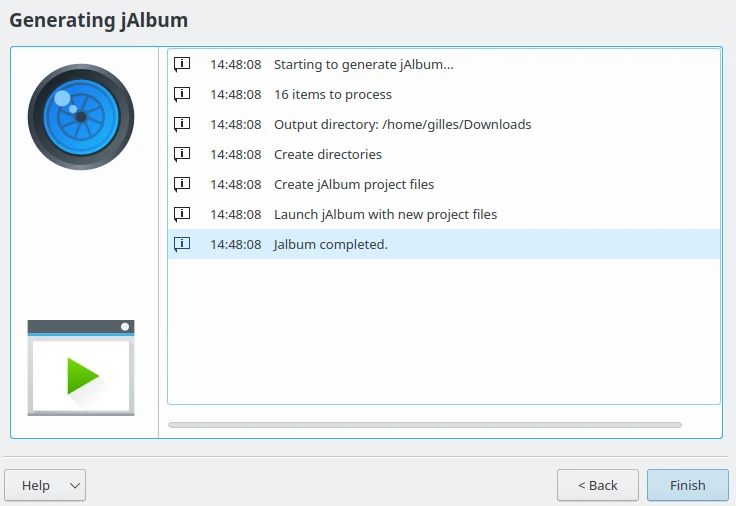 Generating jAlbum
14:48:08 Starting to generate jAlbum...
14:48:08 16 items to process
14:48:08 Output directory: /home/gilles/Downloads
14:48:08 Create directories
14:48:08 Create jAlbum project files
14:48:08 Launch jAlbum with new project files
14:48:08 Jalbum completed.
Help < Back Finish